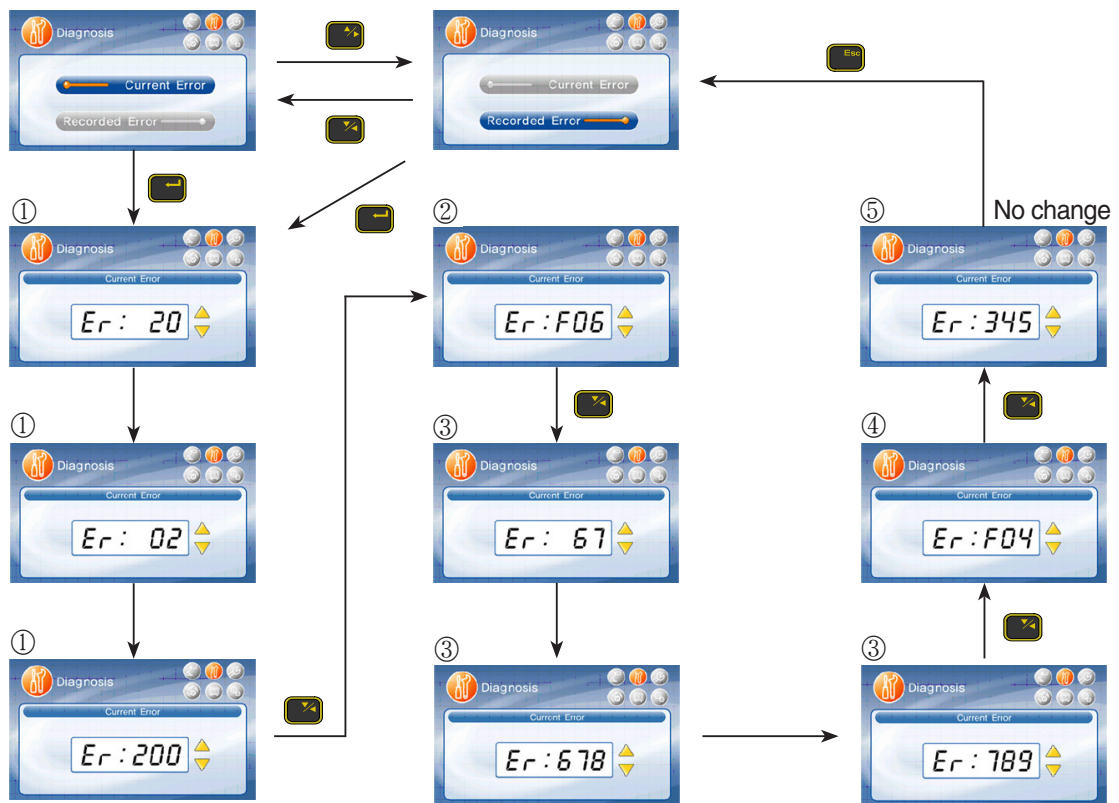 Diagnosis
Current Error
Recorded Error
Diagnosis
Current Error
Recorded Error
Esc
①
Diagnosis
Current Error
Er: 20
②
Diagnosis
Current Error
Er:F06
⑤
No change
Diagnosis
Current Error
Er:345
①
Diagnosis
Current Error
Er: 02
③
Diagnosis
Current Error
Er: 67
④
Diagnosis
Current Error
Er:F04
①
Diagnosis
Current Error
Er:200
③
Diagnosis
Current Error
Er:678
③
Diagnosis
Current Error
Er:789